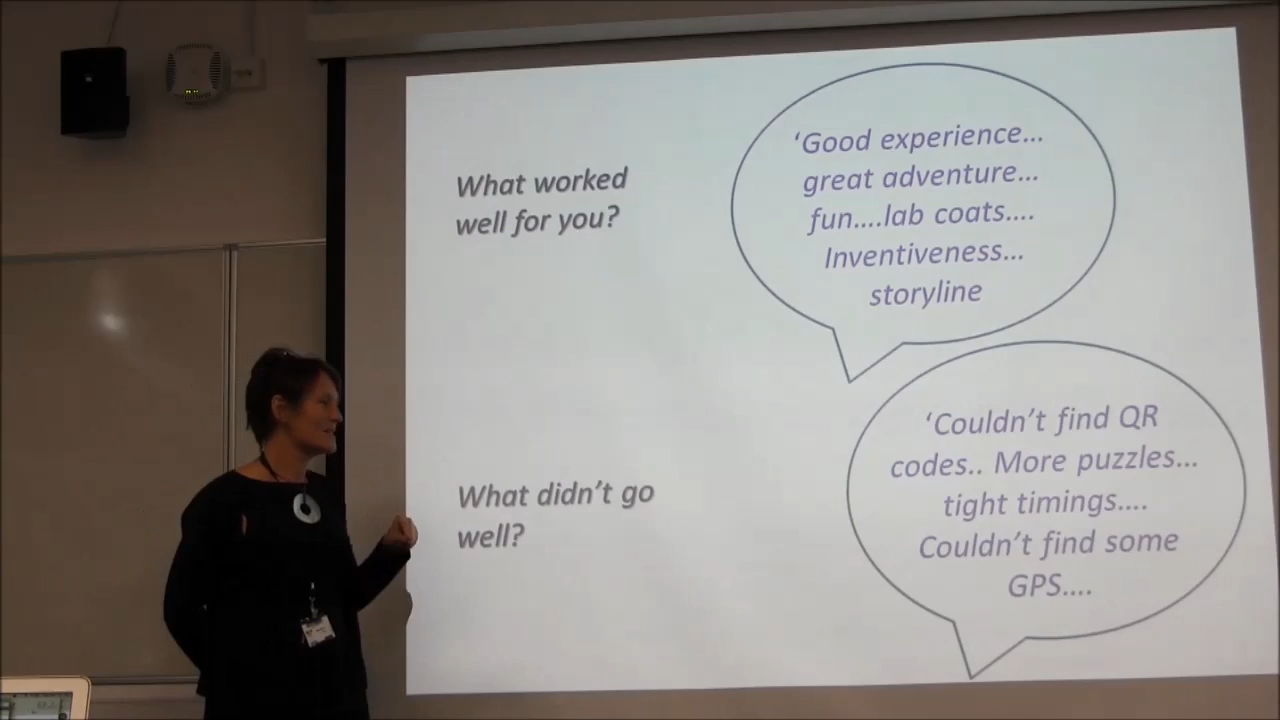 What worked
well for you?
‘Good experience...
great adventure...
fun....lab coats....
Inventiveness...
storyline
What didn’t go
well?
‘Couldn’t find QR
codes.. More puzzles...
tight timings....
Couldn’t find some
GPS....